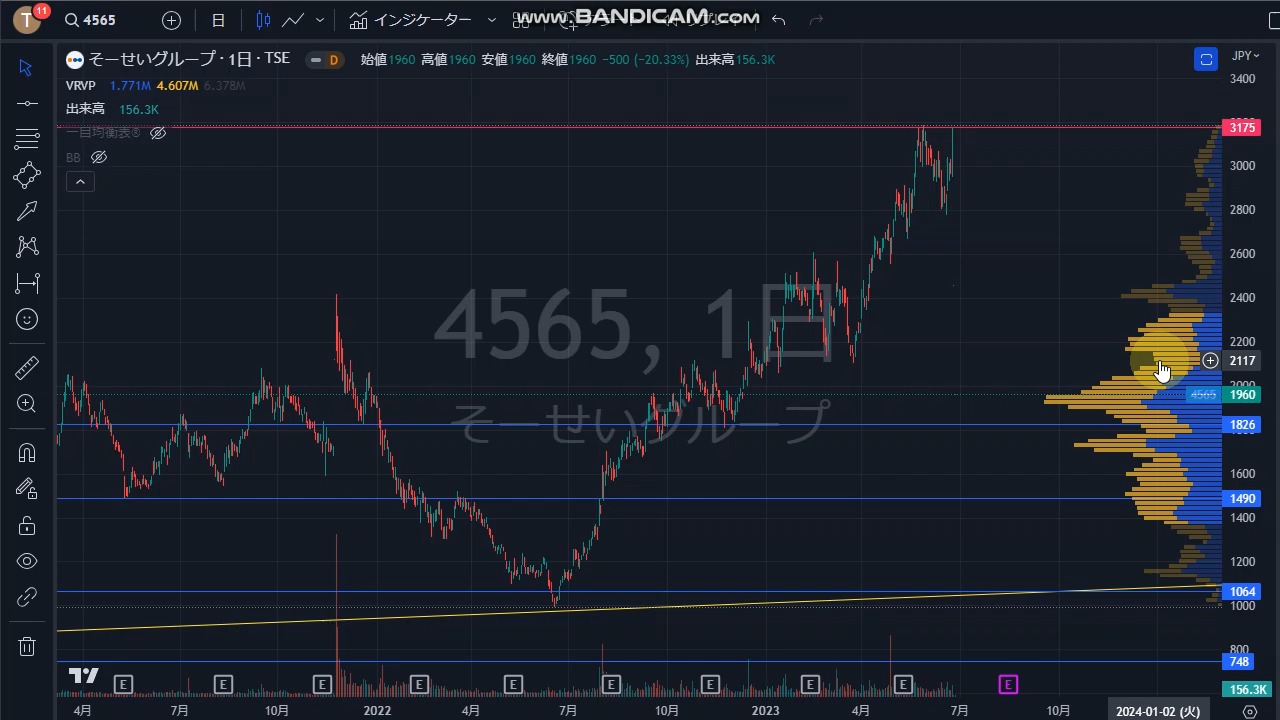 T 11 4565 日 インジケーター www.BANDICAM.com
そーせいグループ · 1日 · TSE D 始値1960 高値1960 安値1960 終値1960 -500 (-20.33%) 出来高156.3K JPY
VRVP 1.771M 4.607M 6.378M
出来高 156.3K
一目均衡表®
BB
4565, 1日
そーせいグループ
3400
3175
3000
2800
2600
2400
2200
2117
4565 1960
1826
1600
1490
1400
1200
1064
1000
800
748
156.3K
E E E E E E E E E E
4月 7月 10月 2022 4月 7月 10月 2023 4月 7月 10月 2024-01-02 (火)